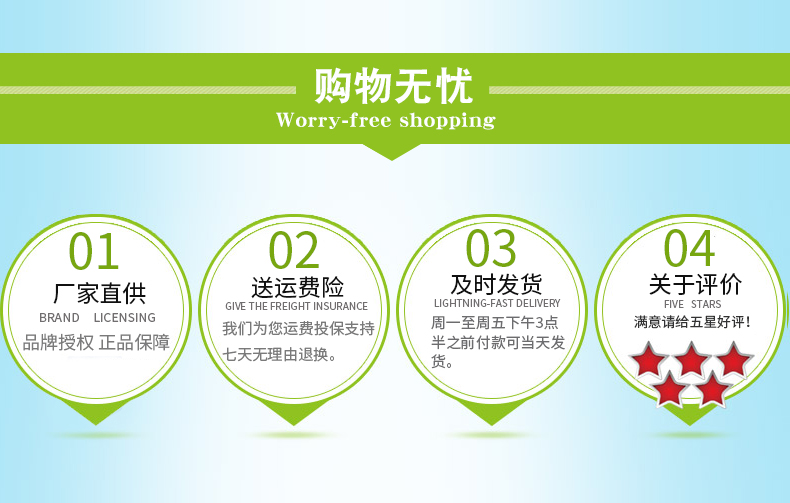 购物无忧
Worry-free shopping
01
厂家直供
BRAND LICENSING
品牌授权 正品保障
02
送运费险
GIVE THE FREIGHT INSURANCE
我们为您运费投保支持
七天无理由退换。
03
及时发货
LIGHTNING-FAST DELIVERY
周一至周五下午3点
半之前付款可当天发
货。
04
关于评价
FIVE STARS
满意请给五星好评!